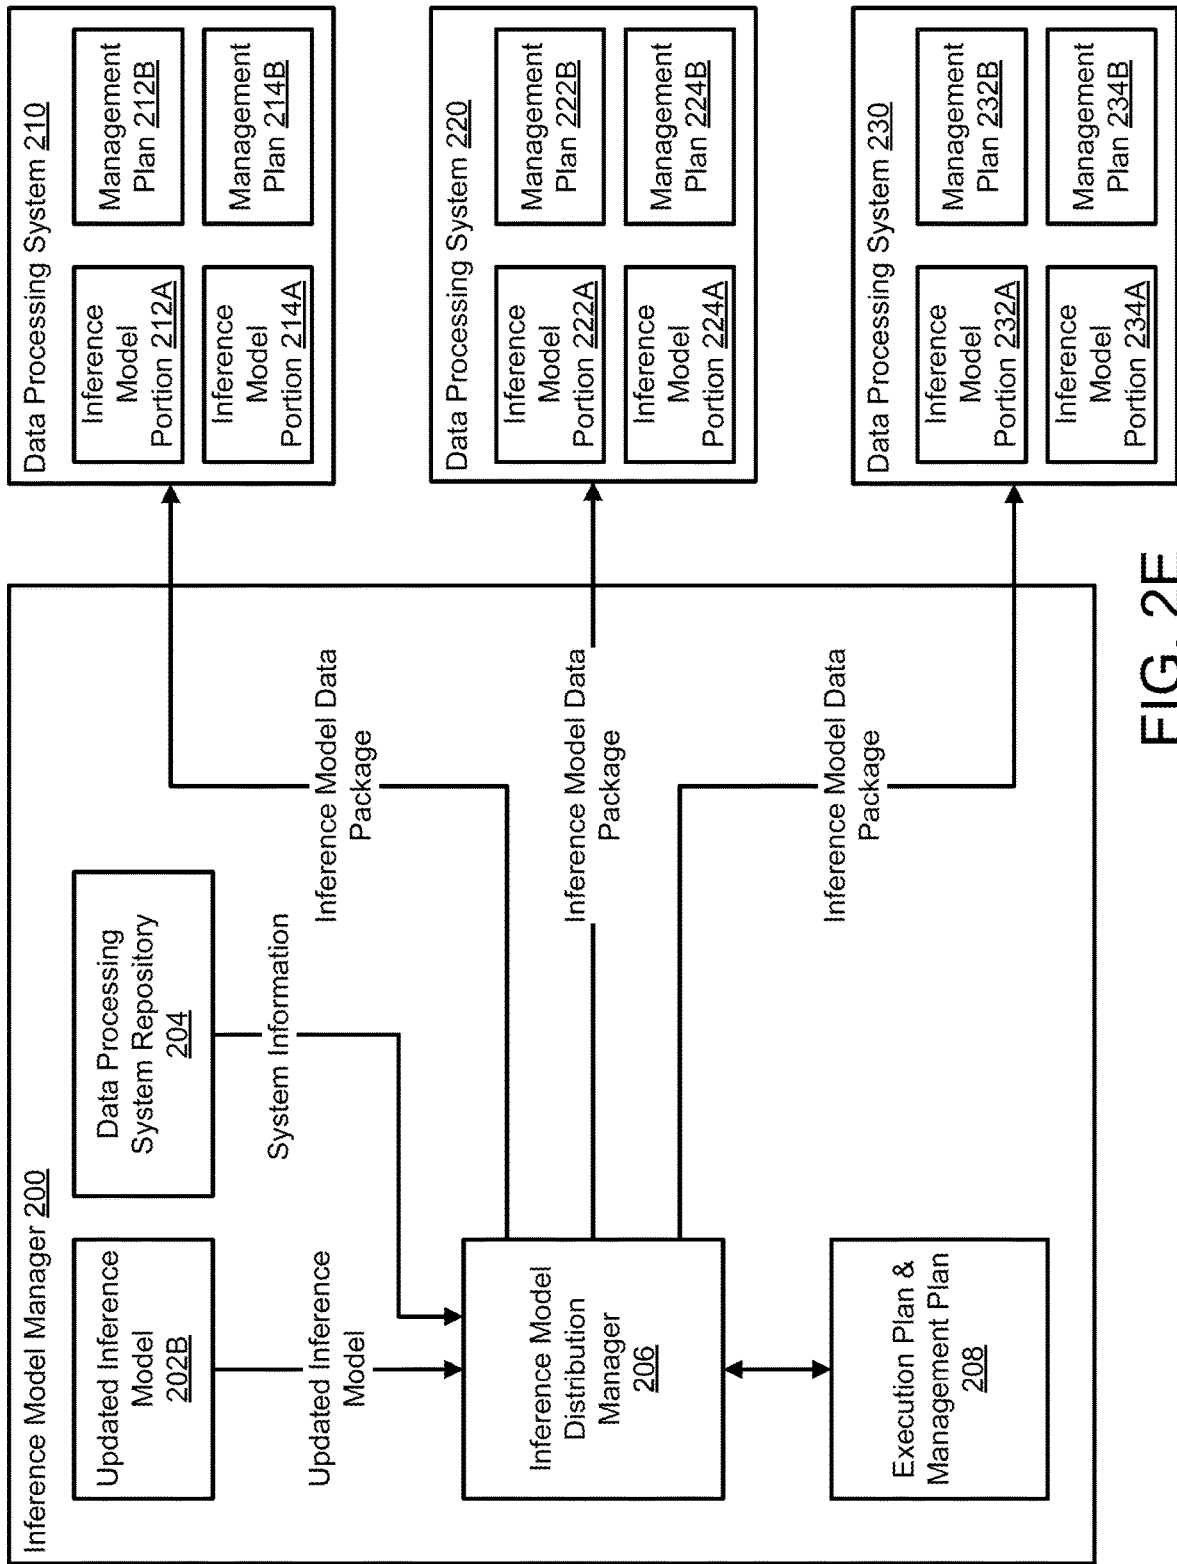 Inference Model Manager 200
Updated Inference
Model
202B
Data Processing
System Repository
204
Updated Inference
Model
System Information
Inference Model
Distribution
Manager
206
Execution Plan &
Management Plan
208
Inference Model Data
Package
Inference Model Data
Package
Inference Model Data
Package
Data Processing System 210
Inference
Model
Portion 212A
Management
Plan 212B
Inference
Model
Portion 214A
Management
Plan 214B
Data Processing System 220
Inference
Model
Portion 222A
Management
Plan 222B
Inference
Model
Portion 224A
Management
Plan 224B
Data Processing System 230
Inference
Model
Portion 232A
Management
Plan 232B
Inference
Model
Portion 234A
Management
Plan 234B
FIG.